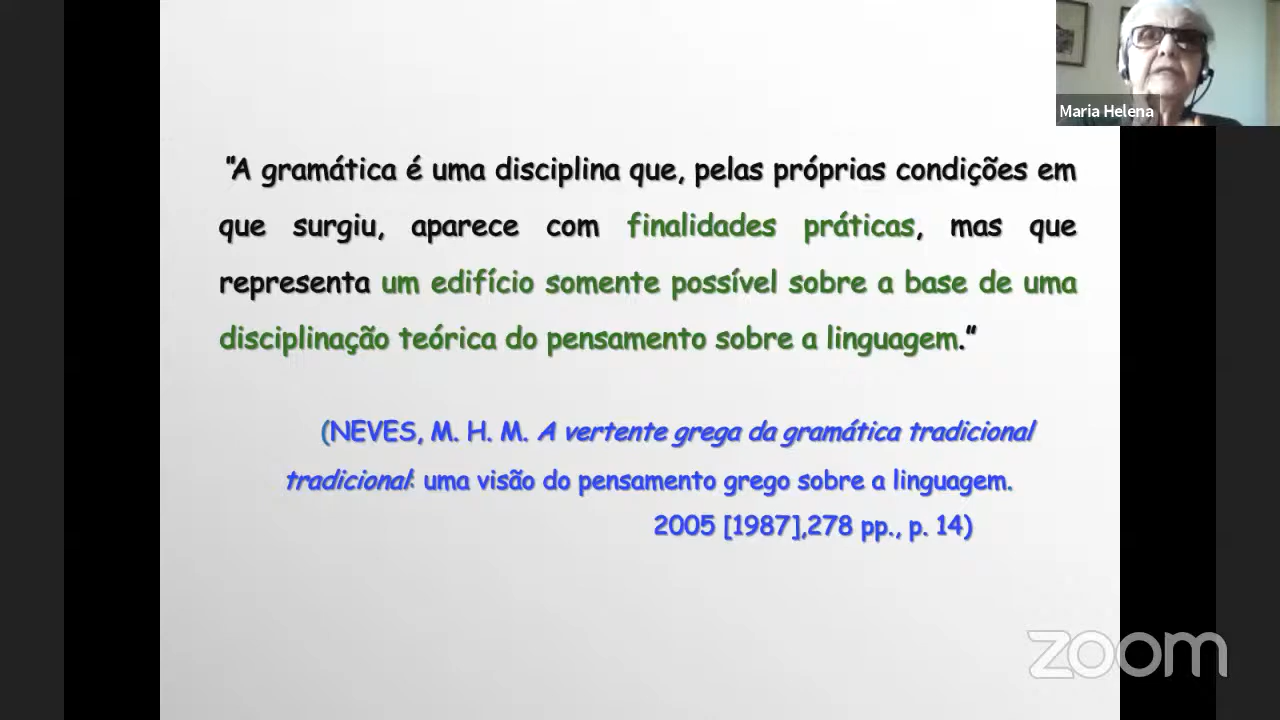 Maria Helena
"A gramática é uma disciplina que, pelas próprias condições em
que surgiu, aparece com finalidades práticas, mas que
representa um edifício somente possível sobre a base de uma
disciplinação teórica do pensamento sobre a linguagem.”
(NEVES, M. H. M. A vertente grega da gramática tradicional
tradicional: uma visão do pensamento grego sobre a linguagem.
2005 [1987],278 pp., p. 14)
zoom